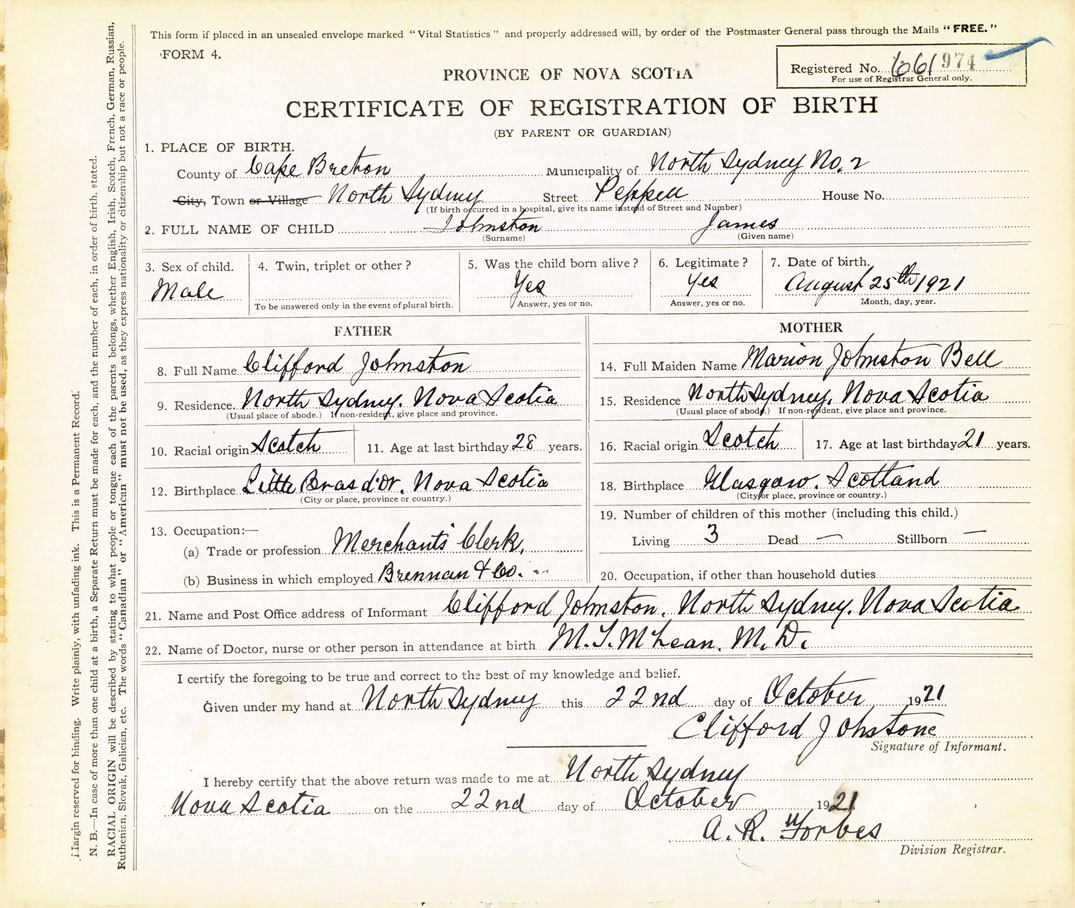 This form if placed in an unsealed envelope marked "Vital Statistics" and properly addressed will, by order of the Postmaster General pass through the Mails "FREE."
FORM 4.
Registered No. 661974
For use of Registrar General only.
PROVINCE OF NOVA SCOTIA
CERTIFICATE OF REGISTRATION OF BIRTH
(BY PARENT OR GUARDIAN)
1. PLACE OF BIRTH.
County of Cape Breton Municipality of North Sydney No. 2
City, Town or Village North Sydney Street Peppett House No.
(If birth occurred in a hospital, give its name instead of Street and Number)
2. FULL NAME OF CHILD Johnston James
(Surname) (Given name)
3. Sex of child. 4. Twin, triplet or other? 5. Was the child born alive? 6. Legitimate? 7. Date of birth.
Male Yes Yes August 25th 1921
To be answered only in the event of plural birth. Answer, yes or no. Answer, yes or no. Month, day, year.
FATHER
8. Full Name Clifford Johnston
9. Residence. North Sydney. Nova Scotia
(Usual place of abode.) If non-resident, give place and province.
10. Racial origin Scotch 11. Age at last birthday 28 years.
12. Birthplace Little Bras d'Or. Nova Scotia
(City or place, province or country.)
13. Occupation:—
(a) Trade or profession Merchants Clerk.
(b) Business in which employed Brennan & Co.
MOTHER
14. Full Maiden Name Marion Johnston Bell
15. Residence North Sydney. Nova Scotia
(Usual place of abode) If non-resident, give place and province.
16. Racial origin Scotch 17. Age at last birthday 21 years.
18. Birthplace Glasgow. Scotland
(City or place, province or country.)
19. Number of children of this mother (including this child.)
Living 3 Dead — Stillborn —
20. Occupation, if other than household duties
21. Name and Post Office address of Informant Clifford Johnston. North Sydney. Nova Scotia
22. Name of Doctor, nurse or other person in attendance at birth M. T. McLean. M. D.
I certify the foregoing to be true and correct to the best of my knowledge and belief.
Given under my hand at North Sydney this 22nd day of October 1921
Clifford Johnstone
Signature of Informant.
I hereby certify that the above return was made to me at North Sydney
Nova Scotia on the 22nd day of October 1921
A. R. Forbes
Division Registrar.
Margin reserved for binding. Write plainly, with unfading ink. This is a Permanent Record.
N. B.—In case of more than one child at a birth, a Separate Return must be made for each, and the number of each, in order of birth, stated.
RACIAL ORIGIN will be described by stating to what people or tongue each of the parents belongs, whether English, Irish, Scotch, French, German, Russian,
Ruthenian, Slovak, Galician, etc. The words "Canadian" or "American" must not be used, as they express nationality or citizenship but not a race or people.